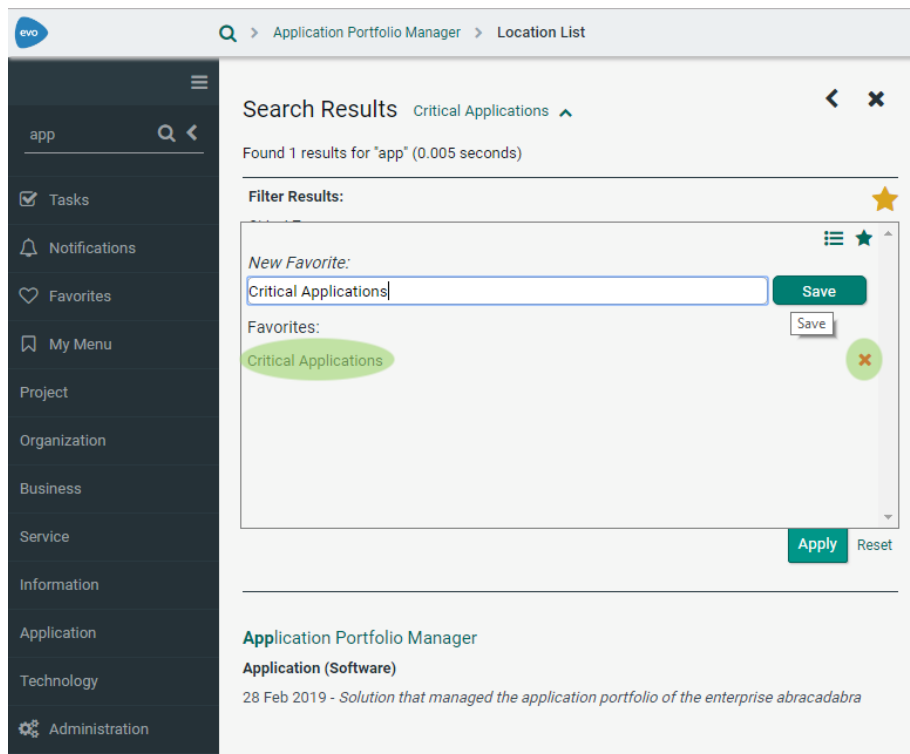 evo
> Application Portfolio Manager > Location List
app
Tasks
Notifications
Favorites
My Menu
Project
Organization
Business
Service
Information
Application
Technology
Administration
Search Results Critical Applications
Found 1 results for "app" (0.005 seconds)
Filter Results:
New Favorite:
Critical Applications Save
Save
Favorites:
Critical Applications
Apply Reset
Application Portfolio Manager
Application (Software)
28 Feb 2019 - Solution that managed the application portfolio of the enterprise abracadabra